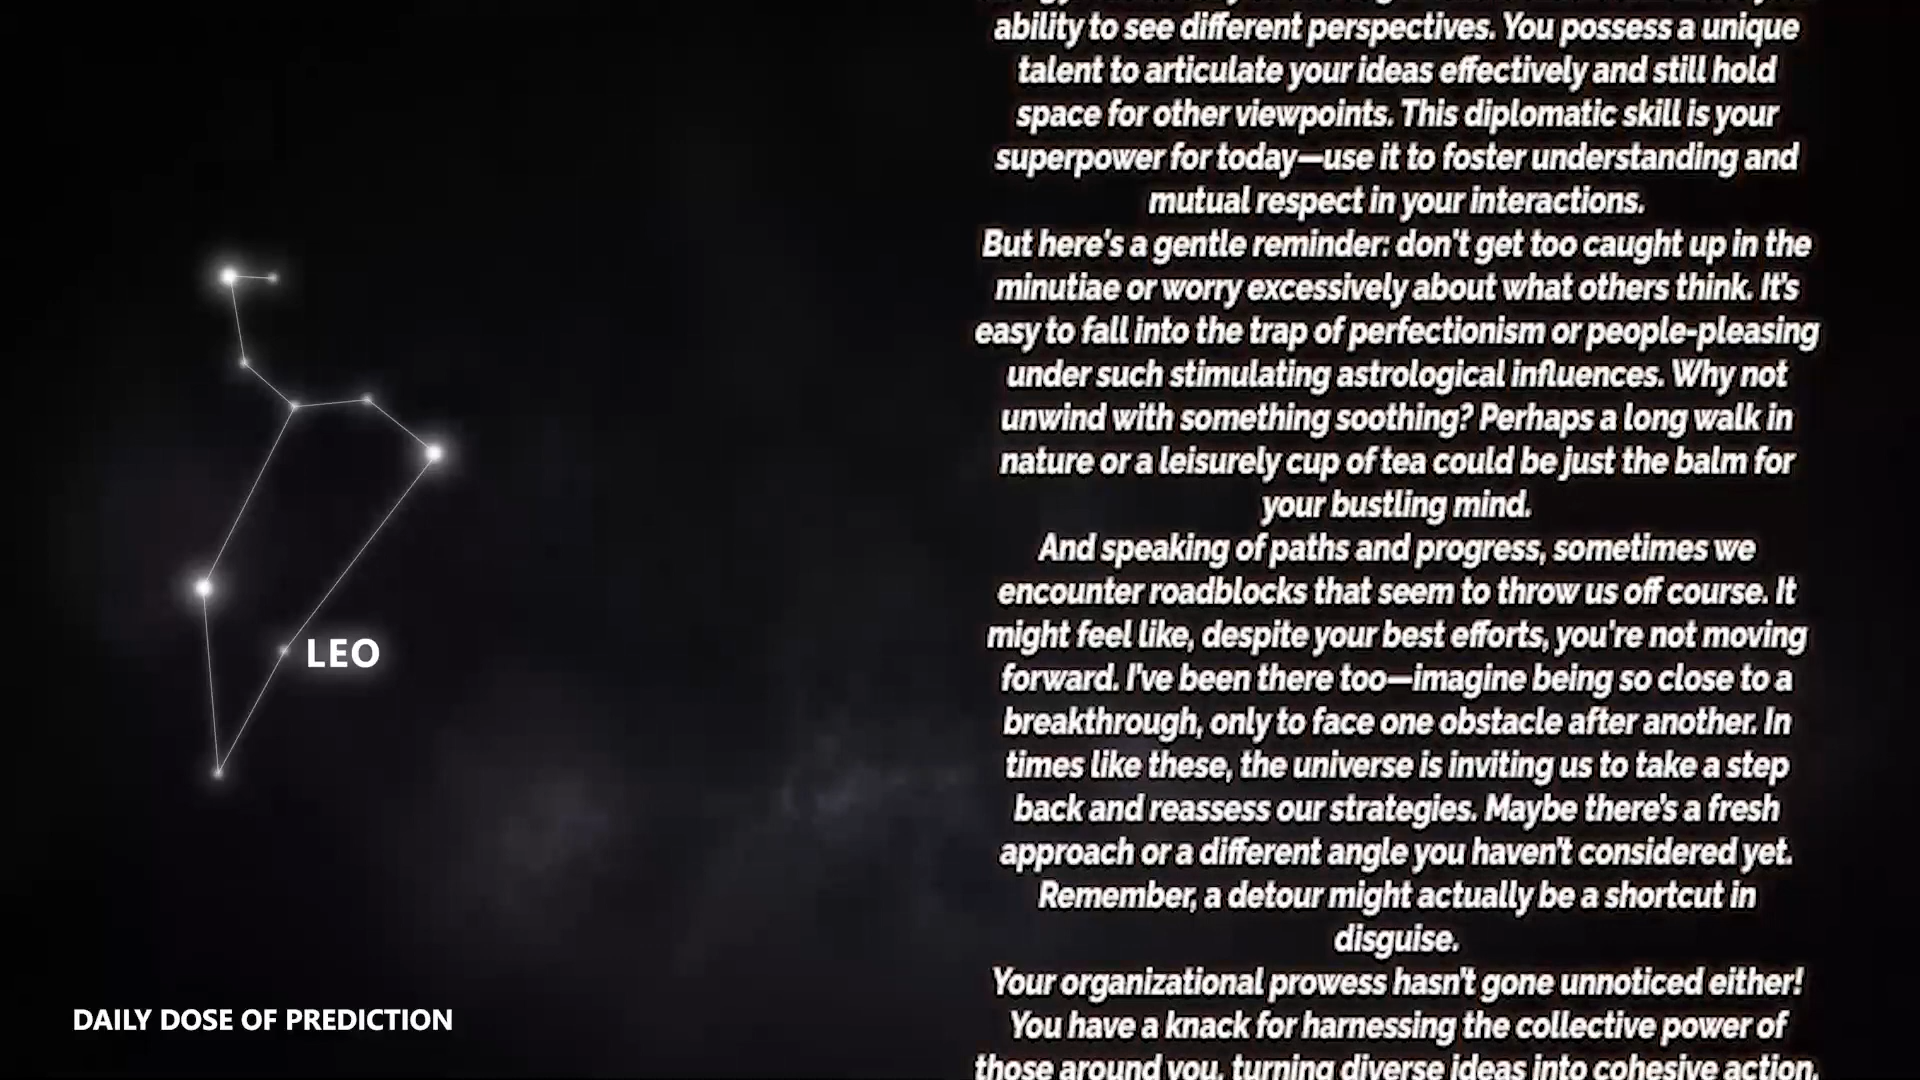 ability to see different perspectives. You possess a unique
talent to articulate your ideas effectively and still hold
space for other viewpoints. This diplomatic skill is your
superpower for today—use it to foster understanding and
mutual respect in your interactions.
But here's a gentle reminder: don't get too caught up in the
minutiae or worry excessively about what others think. It's
easy to fall into the trap of perfectionism or people-pleasing
under such stimulating astrological influences. Why not
unwind with something soothing? Perhaps a long walk in
nature or a leisurely cup of tea could be just the balm for
your bustling mind.
And speaking of paths and progress, sometimes we
encounter roadblocks that seem to throw us off course. It
might feel like, despite your best efforts, you're not moving
forward. I've been there too—imagine being so close to a
breakthrough, only to face one obstacle after another. In
times like these, the universe is inviting us to take a step
back and reassess our strategies. Maybe there's a fresh
approach or a different angle you haven't considered yet.
Remember, a detour might actually be a shortcut in
disguise.
Your organizational prowess hasn't gone unnoticed either!
You have a knack for harnessing the collective power of
those around you, turning diverse ideas into cohesive action.
LEO
DAILY DOSE OF PREDICTION